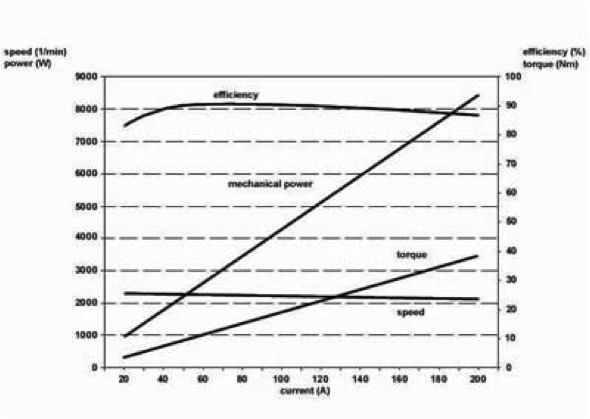 speed (1/min)
power (W)
efficiency (%)
torque (Nm)
9000
8000
7000
6000
5000
4000
3000
2000
1000
0
100
90
80
70
60
50
40
30
20
10
0
efficiency
mechanical power
torque
speed
20 40 60 80 100 120 140 160 180 200
current (A)